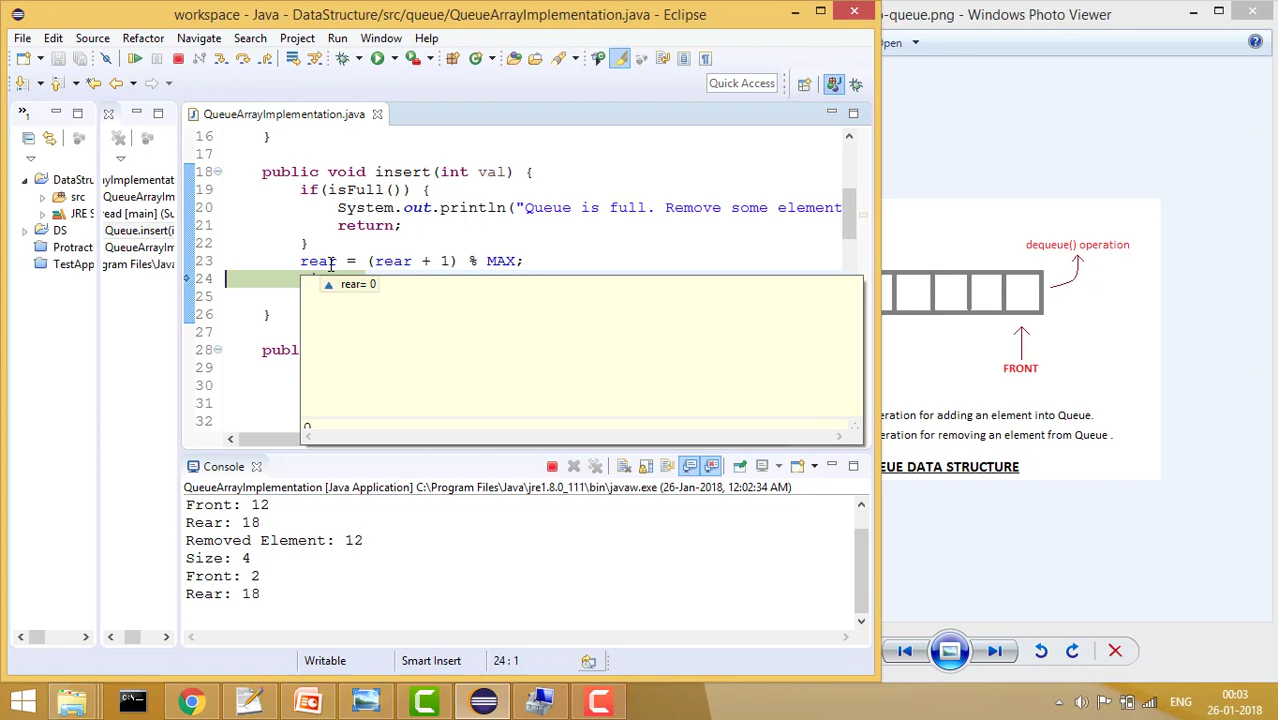 workspace - Java - DataStructure/src/queue/QueueArrayImplementation.java - Eclipse
-queue.png - Windows Photo Viewer
File Edit Source Refactor Navigate Search Project Run Window Help
Open
Quick Access
QueueArrayImplementation.java
16 }
17
18 public void insert(int val) {
19 if(isFull()) {
20 System.out.println("Queue is full. Remove some element
21 return;
22 }
23 rear = (rear + 1) % MAX;
24
rear= 0
25
26 }
27
28 publ
29
30
31
32
0
DataStru
src
JRE S
DS
Protract
TestApp
yImplementa
QueueArrayIm
read [main] (Su
Queue.insert(i
QueueArrayIm
gram Files\Jav
dequeue() operation
FRONT
eration for adding an element into Queue.
eration for removing an element from Queue .
EUE DATA STRUCTURE
Console
QueueArrayImplementation [Java Application] C:\Program Files\Java\jre1.8.0_111\bin\javaw.exe (26-Jan-2018, 12:02:34 AM)
Front: 12
Rear: 18
Removed Element: 12
Size: 4
Front: 2
Rear: 18
Writable Smart Insert 24 : 1
ENG
00:03
26-01-2018